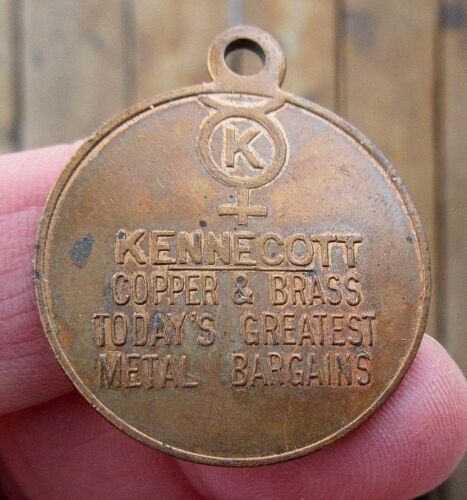 K
KENNECOTT
COPPER & BRASS
TODAY'S GREATEST
METAL BARGAINS